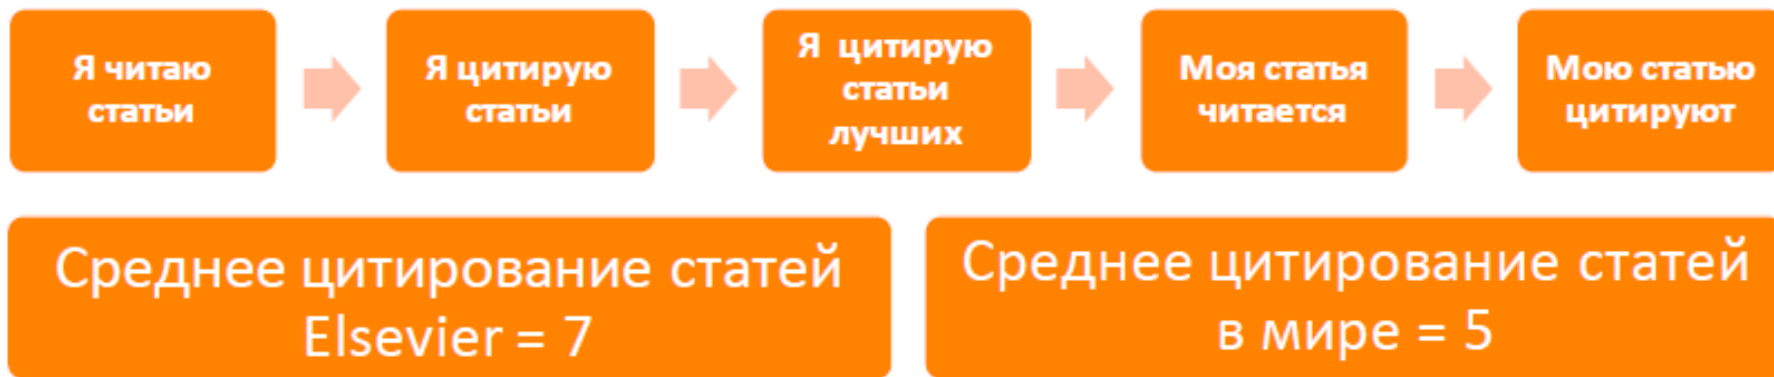 Я читаю
статьи
Я цитирую
статьи
Я цитирую
статьи
лучших
Моя статья
читается
Мою статью
цитируют
Среднее цитирование статей
Elsevier = 7
Среднее цитирование статей
в мире = 5